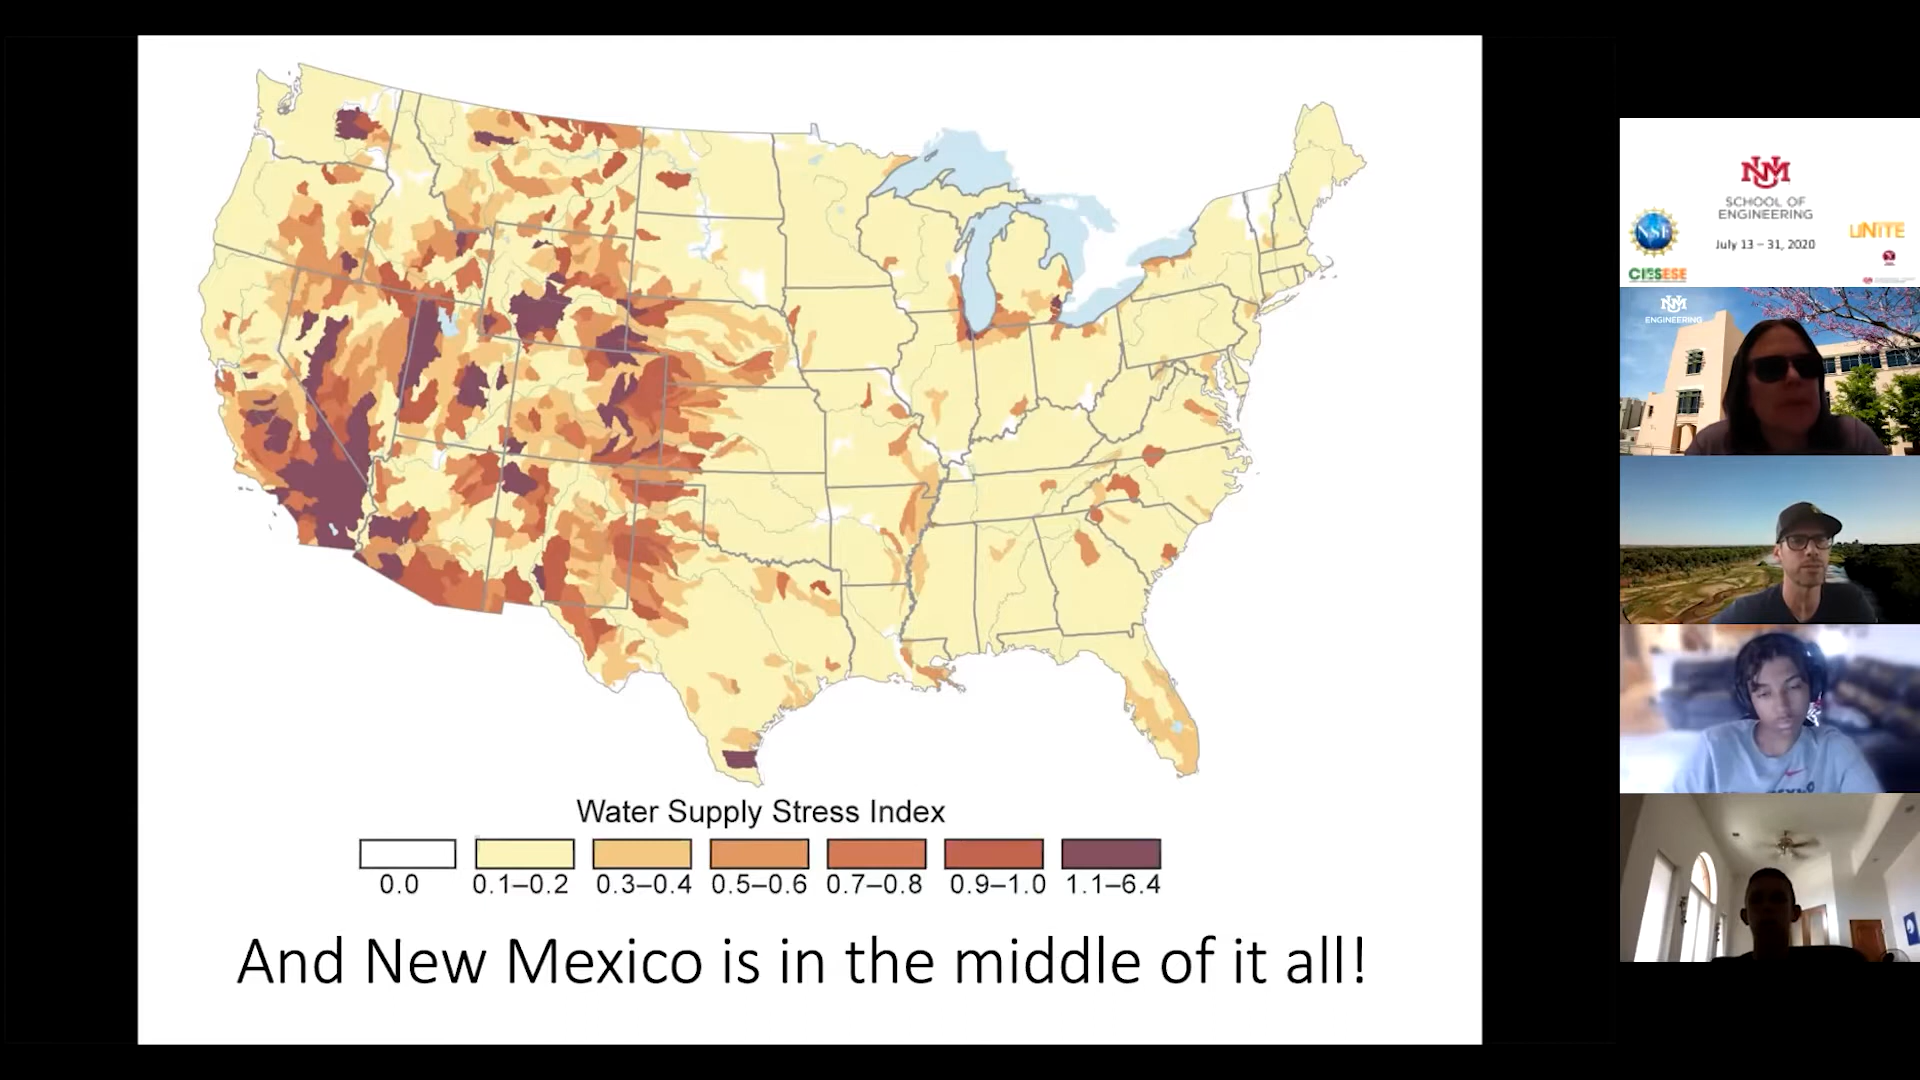 Water Supply Stress Index
0.0 0.1–0.2 0.3–0.4 0.5–0.6 0.7–0.8 0.9–1.0 1.1–6.4
And New Mexico is in the middle of it all!
SCHOOL OF
ENGINEERING
NSF
UNITE
July 13 – 31, 2020
ENGINEERING